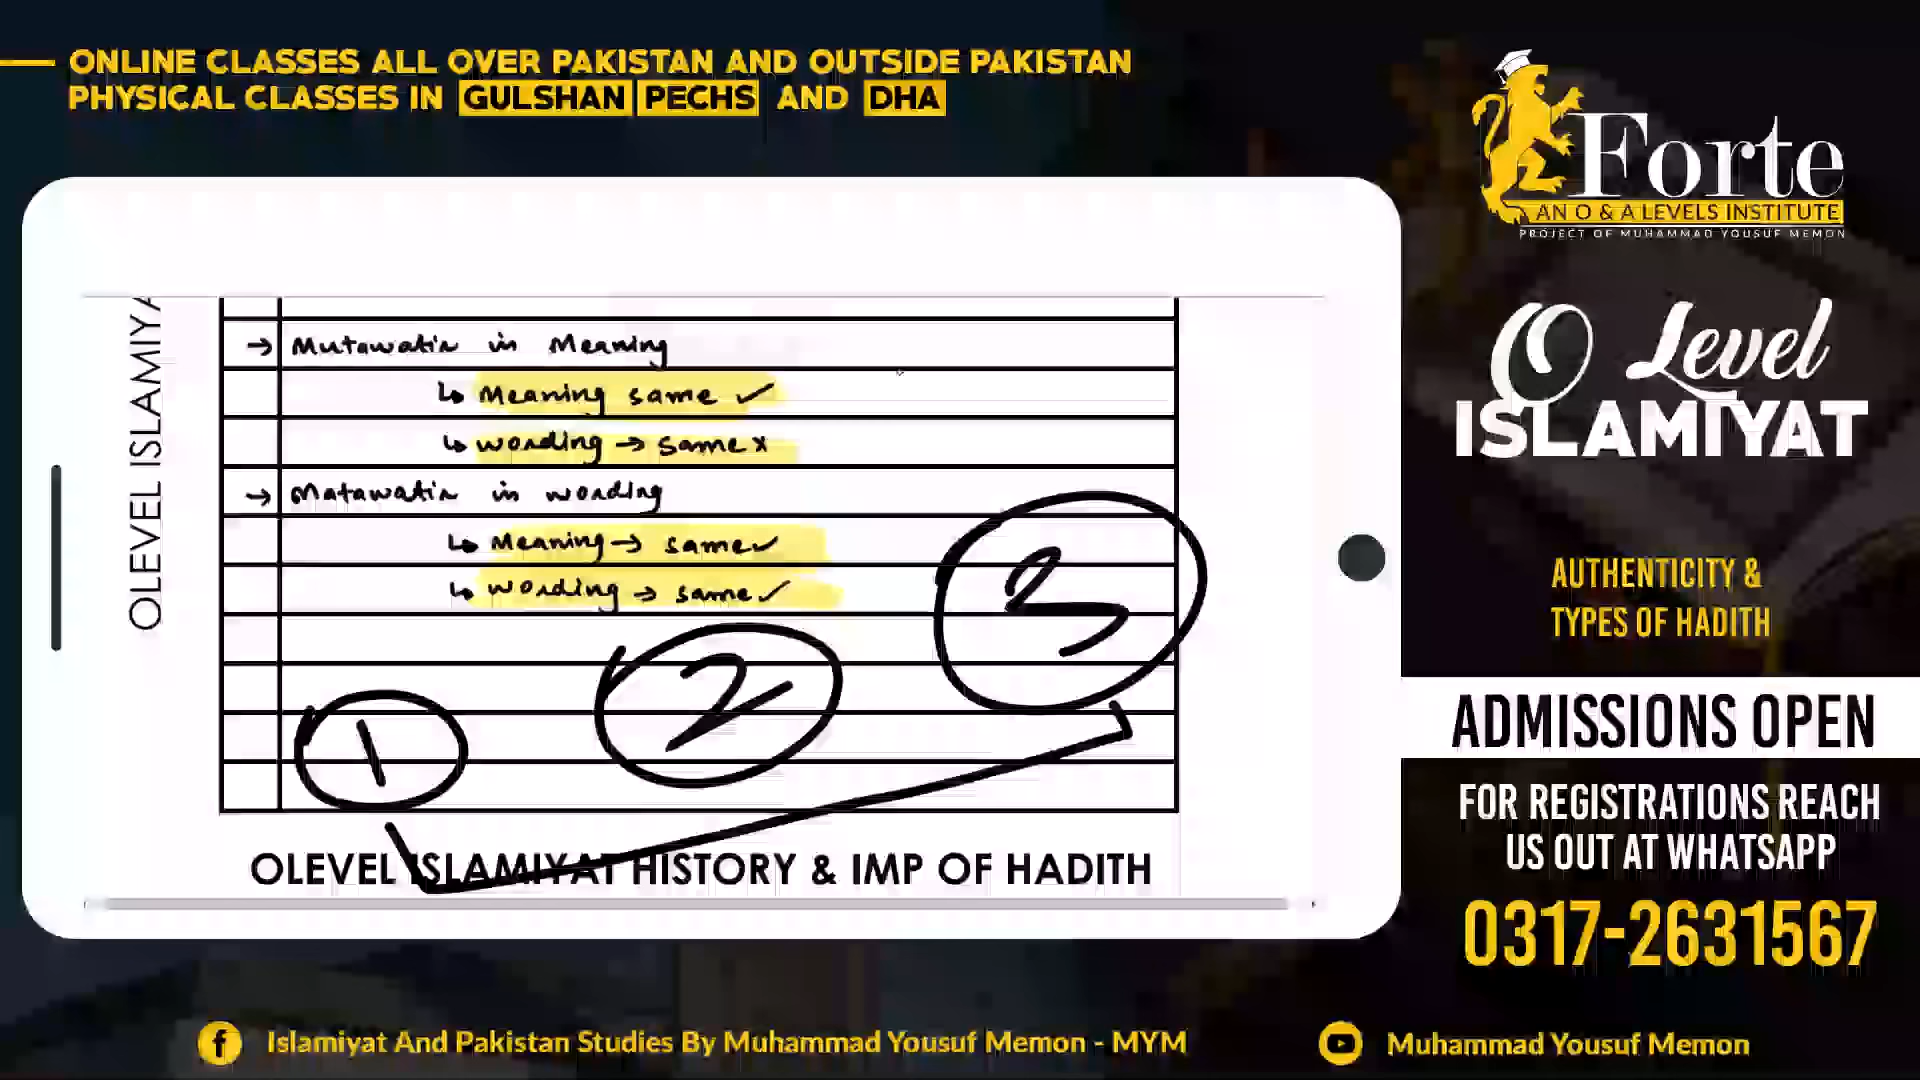 ONLINE CLASSES ALL OVER PAKISTAN AND OUTSIDE PAKISTAN
PHYSICAL CLASSES IN GULSHAN PECHS AND DHA
Forte
AN O & A LEVELS INSTITUTE
PROJECT OF MUHAMMAD YOUSUF MEMON
OLEVEL ISLAMIYA
→ Mutawatir in Meaning
↳ Meaning same ✓
↳ wording → same x
→ Matawatir in wording
↳ Meaning → same ✓
↳ wording → same ✓
1
2
3
OLEVEL ISLAMIYAT HISTORY & IMP OF HADITH
O Level
ISLAMIYAT
AUTHENTICITY &
TYPES OF HADITH
ADMISSIONS OPEN
FOR REGISTRATIONS REACH
US OUT AT WHATSAPP
0317-2631567
Islamiyat And Pakistan Studies By Muhammad Yousuf Memon - MYM
Muhammad Yousuf Memon